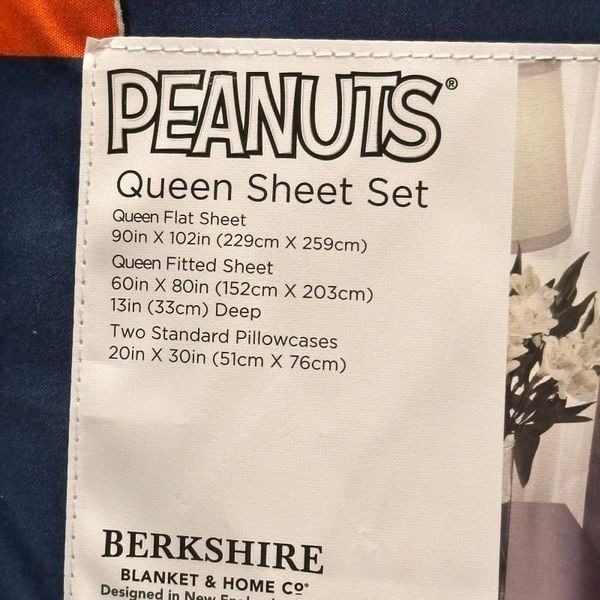 PEANUTS®
Queen Sheet Set
Queen Flat Sheet
90in X 102in (229cm X 259cm)
Queen Fitted Sheet
60in X 80in (152cm X 203cm)
13in (33cm) Deep
Two Standard Pillowcases
20in X 30in (51cm X 76cm)
BERKSHIRE
BLANKET & HOME Cº®
Designed in New